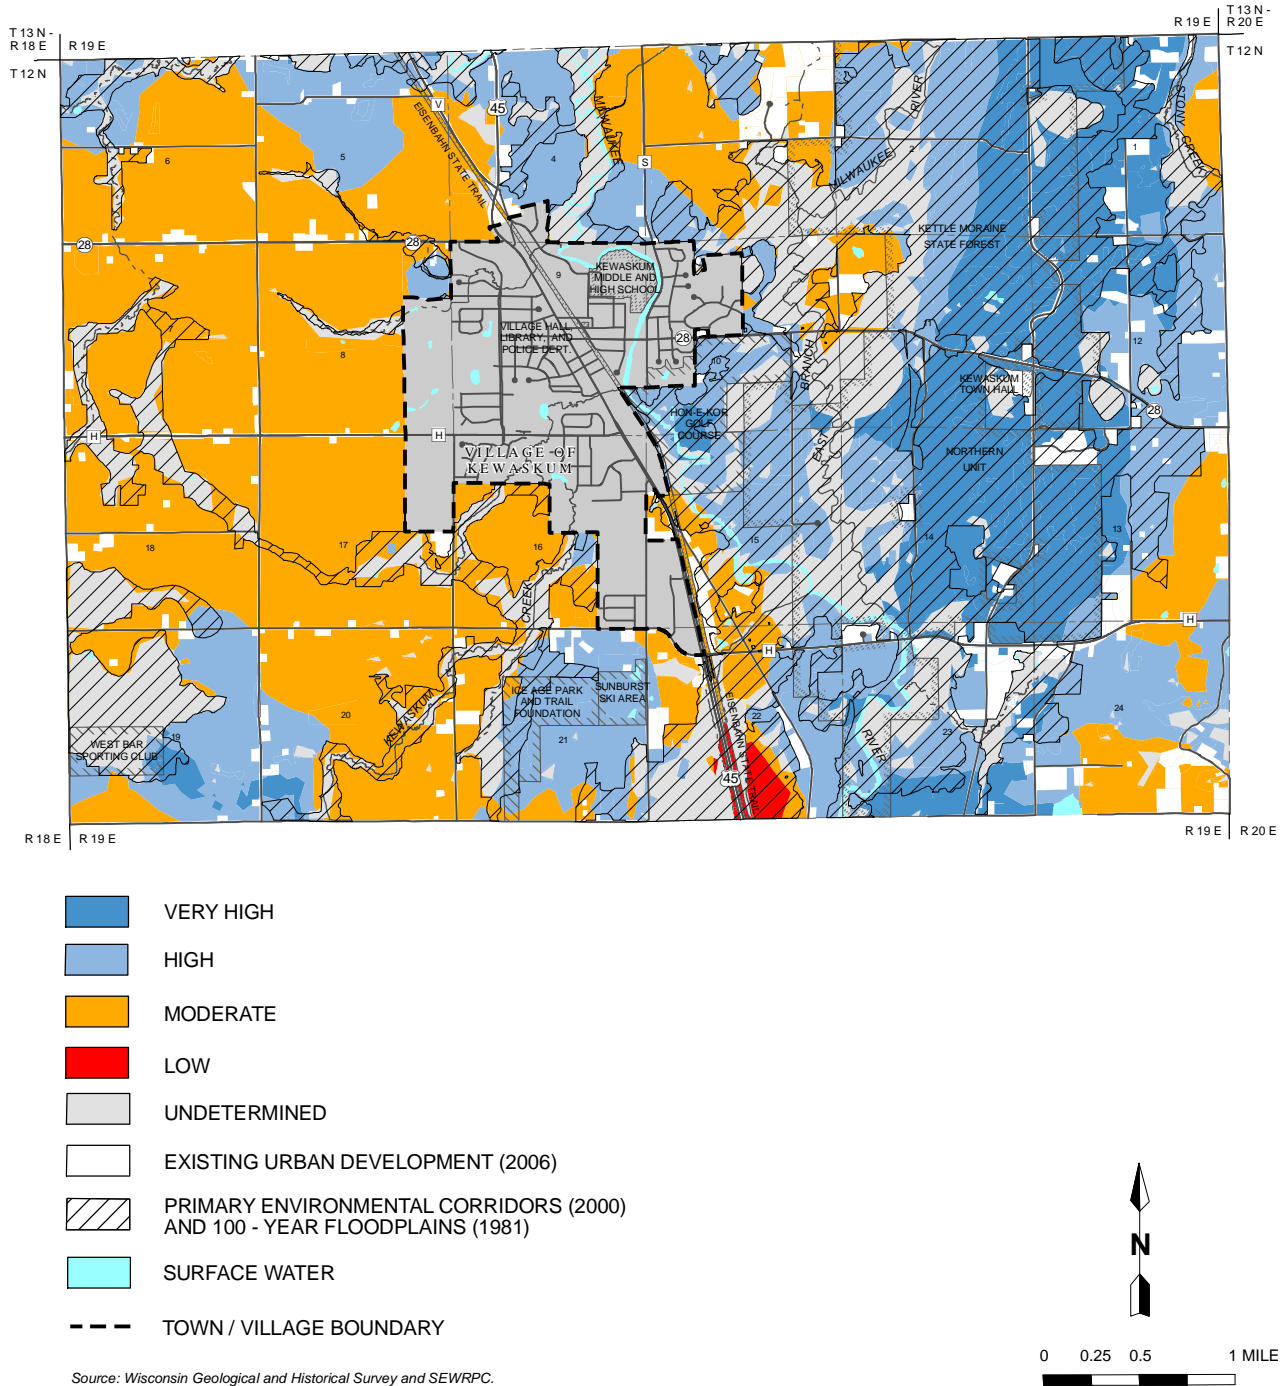 T 13 N -
R 18 E
R 19 E
T 12 N
R 19 E
T 13 N -
R 20 E
T 12 N
V
45
EISENBAHN STATE TRAIL
MILWAUKEE
S
RIVER
MILWAUKEE
STONY CREEK
1
2
4
5
6
28
28
KETTLE MORAINE
STATE FOREST
9
KEWASKUM
MIDDLE AND
HIGH SCHOOL
VILLAGE HALL,
LIBRARY, AND
POLICE DEPT.
28
7
8
10
12
BRANCH
KEWASKUM
TOWN HALL
28
HON-E-KOR
GOLF
COURSE
H
H
VILLAGE OF
KEWASKUM
EAST
NORTHERN
UNIT
18
17
16
15
14
13
CREEK
H
H
ICE AGE PARK
AND TRAIL
FOUNDATION
SUNBURST
SKI AREA
EISENBAHN STATE TRAIL
KEWASKUM
RIVER
WEST BAR
SPORTING CLUB
19
20
21
22
23
24
45
R 18 E
R 19 E
R 19 E
R 20 E
VERY HIGH
HIGH
MODERATE
LOW
UNDETERMINED
EXISTING URBAN DEVELOPMENT (2006)
PRIMARY ENVIRONMENTAL CORRIDORS (2000)
AND 100 - YEAR FLOODPLAINS (1981)
SURFACE WATER
TOWN / VILLAGE BOUNDARY
N
0 0.25 0.5 1 MILE
Source: Wisconsin Geological and Historical Survey and SEWRPC.